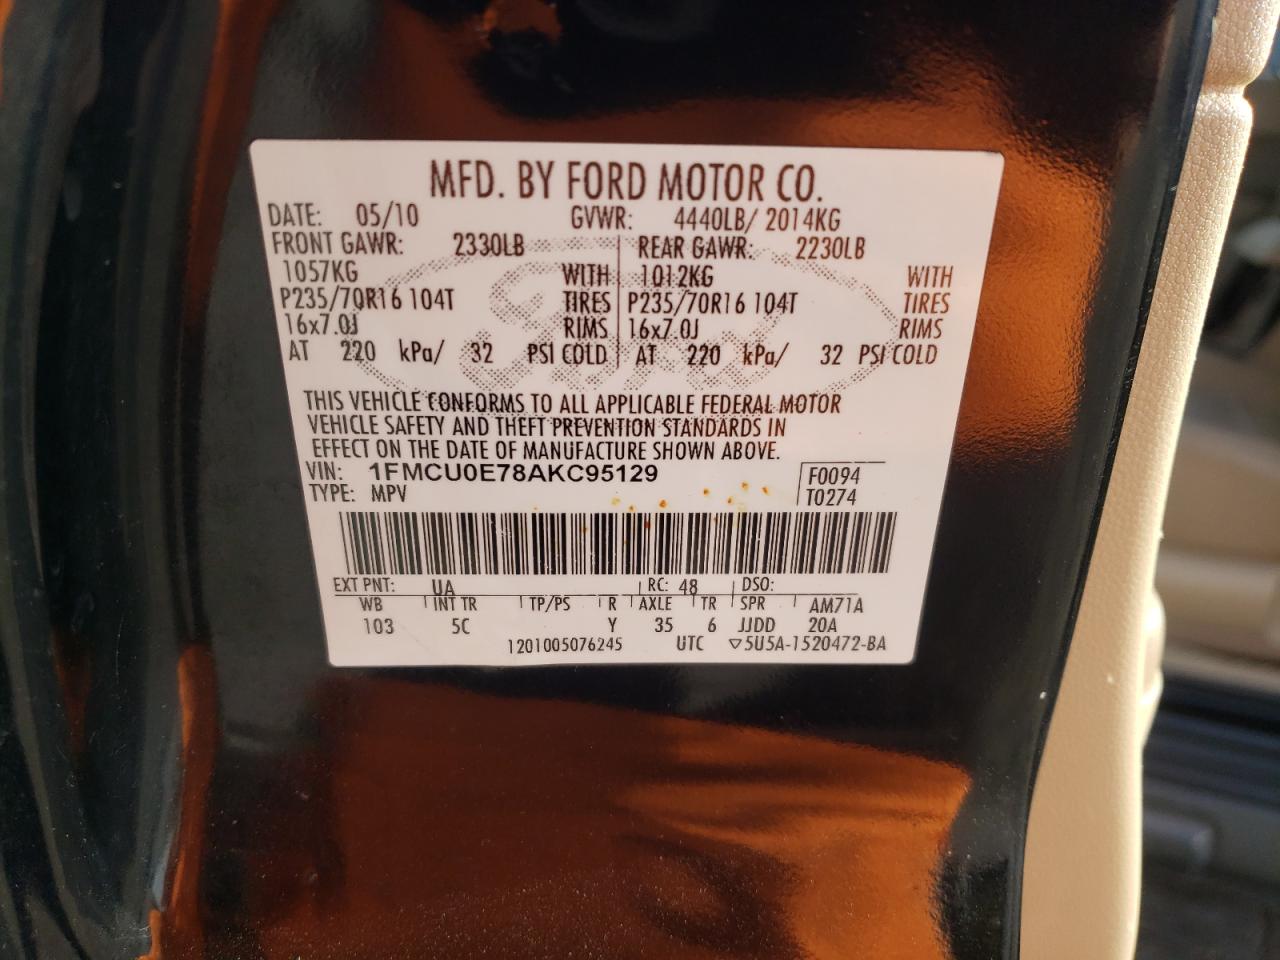 MFD. BY FORD MOTOR CO.
DATE: 05/10 GVWR: 4440LB/ 2014KG
FRONT GAWR: 2330LB REAR GAWR: 2230LB
1057KG WITH 1012KG WITH
P235/70R16 104T TIRES P235/70R16 104T TIRES
16x7.0J RIMS 16x7.0J RIMS
AT 220 kPa/ 32 PSI COLD AT 220 kPa/ 32 PSI COLD
Ford
THIS VEHICLE CONFORMS TO ALL APPLICABLE FEDERAL MOTOR
VEHICLE SAFETY AND THEFT PREVENTION STANDARDS IN
EFFECT ON THE DATE OF MANUFACTURE SHOWN ABOVE.
VIN: 1FMCU0E78AKC95129 F0094
TYPE: MPV T0274
EXT PNT: UA RC: 48 DSO:
WB INT TR TP/PS R AXLE TR SPR AM71A
103 5C Y 35 6 JJDD 20A
1201005076245 UTC ▽5U5A-1520472-BA